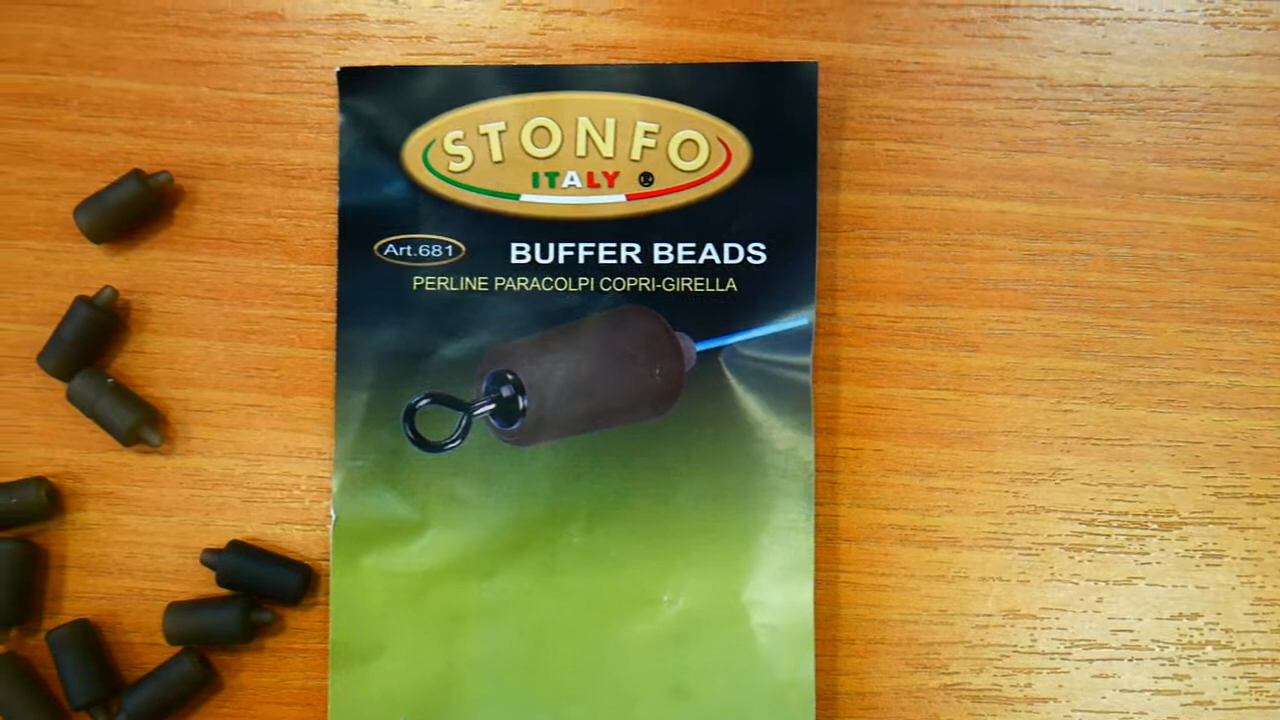 STONFO
ITALY ®
Art.681
BUFFER BEADS
PERLINE PARACOLPI COPRI-GIRELLA